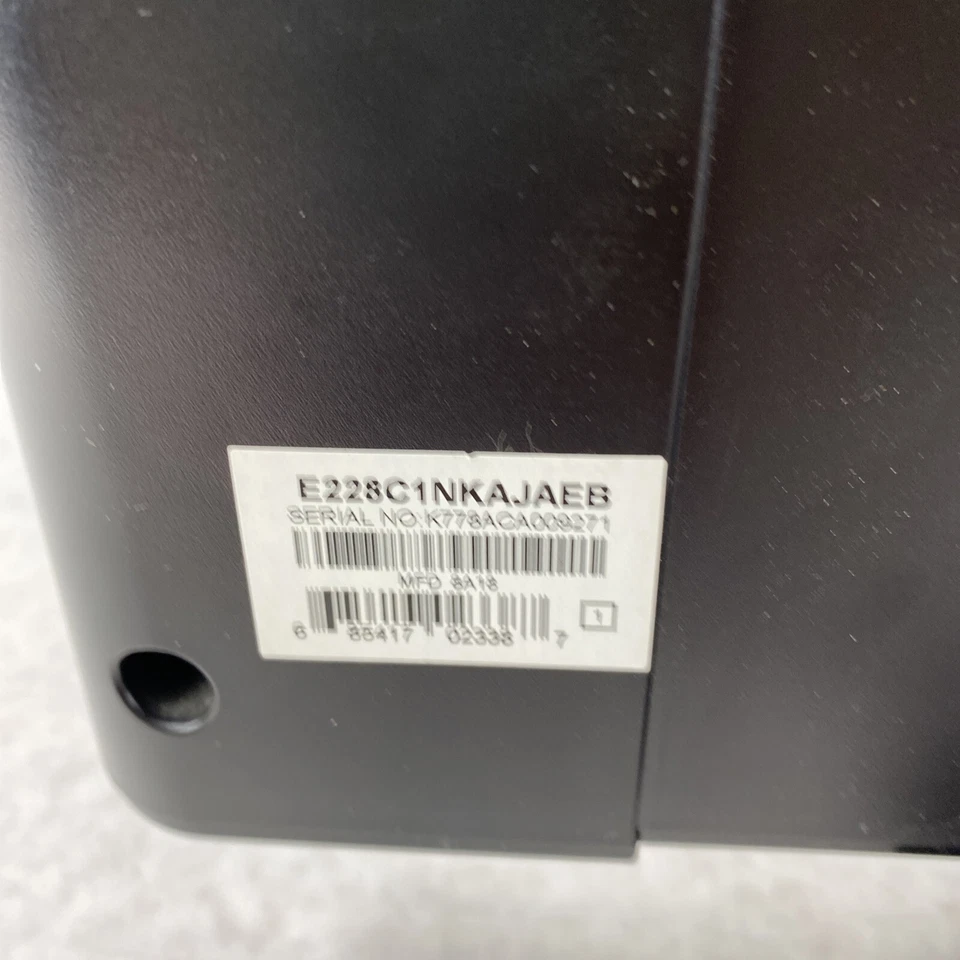 E228C1NKAJAEB
SERIAL NO:K778ACA009271
MFD 8A18
1
6 85417 02338 7